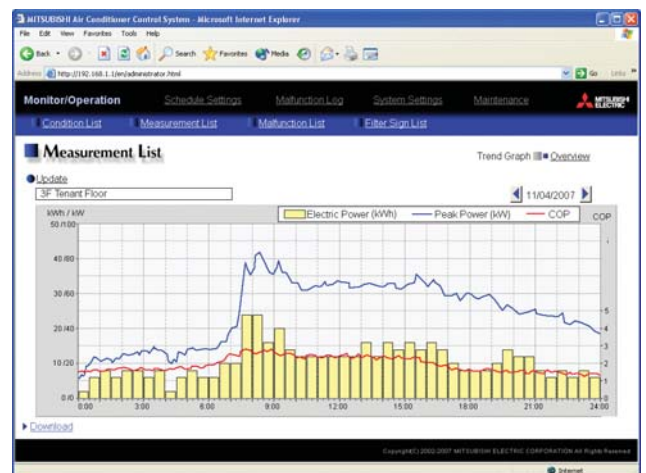 MITSUBISHI Air Conditioner Control System - Microsoft Internet Explorer
File Edit View Favorites Tools Help
Back Search Favorites Media
Address http://192.168.1.1/en/administrator.html Go Links »
Monitor/Operation Schedule Settings Malfunction Log System Settings Maintenance MITSUBISHI ELECTRIC
Condition List Measurement List Malfunction List Filter Sign List
Measurement List Trend Graph Overview
Update
3F Tenant Floor 11/04/2007
kWh / kW Electric Power (kWh) Peak Power (kW) COP COP
50 /100
40 /80
30 /60
5
20 /40 4
3
10 /20 2
1
0 /0 0
0:00 3:00 6:00 9:00 12:00 15:00 18:00 21:00 24:00
Download
Copyright(C) 2002-2007 MITSUBISHI ELECTRIC CORPORATION All Rights Reserved
Internet